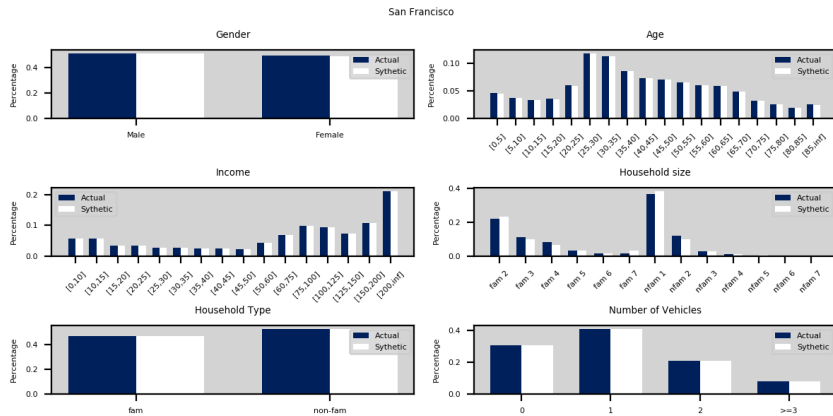 San Francisco
Gender
Percentage
0.4
0.2
0.0
Actual
Sythetic
Male
Female
Age
Percentage
0.10
0.05
0.00
Actual
Sythetic
[0,5]
[5,10]
[10,15]
[15,20]
[20,25]
[25,30]
[30,35]
[35,40]
[40,45]
[45,50]
[50,55]
[55,60]
[60,65]
[65,70]
[70,75]
[75,80]
[80,85]
[85,inf]
Income
Percentage
0.2
0.1
0.0
Actual
Sythetic
[0,10]
[10,15]
[15,20]
[20,25]
[25,30]
[30,35]
[35,40]
[40,45]
[45,50]
[50,60]
[60,75]
[75,100]
[100,125]
[125,150]
[150,200]
[200,inf]
Household size
Percentage
0.4
0.2
0.0
Actual
Sythetic
fam 2
fam 3
fam 4
fam 5
fam 6
fam 7
nfam 1
nfam 2
nfam 3
nfam 4
nfam 5
nfam 6
nfam 7
Household Type
Percentage
0.4
0.2
0.0
Actual
Sythetic
fam
non-fam
Number of Vehicles
Percentage
0.4
0.2
0.0
Actual
Sythetic
0
1
2
>=3